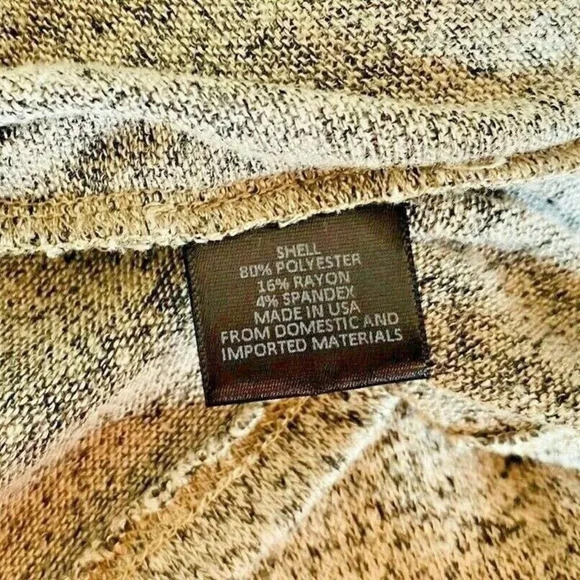 SHELL
80% POLYESTER
16% RAYON
4% SPANDEX
MADE IN USA
FROM DOMESTIC AND
IMPORTED MATERIALS